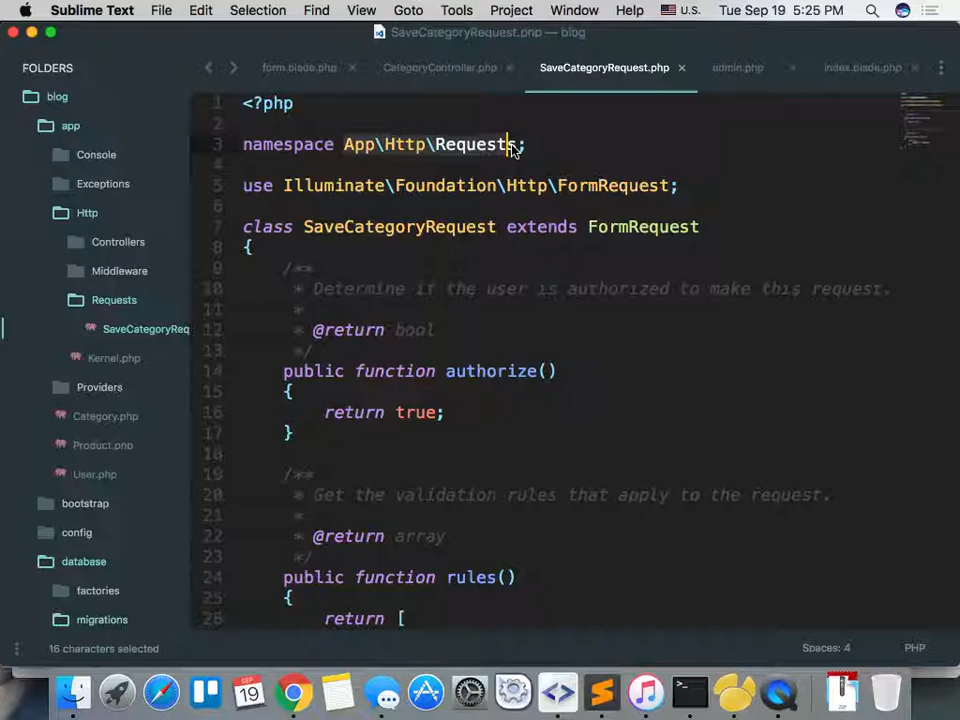 Sublime Text File Edit Selection Find View Goto Tools Project Window Help U.S. Tue Sep 19 5:25 PM
SaveCategoryRequest.php — blog
FOLDERS
form.blade.php × CategoryController.php × SaveCategoryRequest.php × admin.php × index.blade.php ×
blog
app
Console
Exceptions
Http
Controllers
Middleware
Requests
SaveCategoryReq
Kernel.php
Providers
Category.php
Product.php
User.php
bootstrap
config
database
factories
migrations
1 <?php
2
3 namespace App\Http\Requests;
4
5 use Illuminate\Foundation\Http\FormRequest;
6
7 class SaveCategoryRequest extends FormRequest
8 {
9 /**
10 * Determine if the user is authorized to make this request.
11 *
12 * @return bool
13 */
14 public function authorize()
15 {
16 return true;
17 }
18
19 /**
20 * Get the validation rules that apply to the request.
21 *
22 * @return array
23 */
24 public function rules()
25 {
26 return [
16 characters selected Spaces: 4 PHP
SEP
19
ZIP